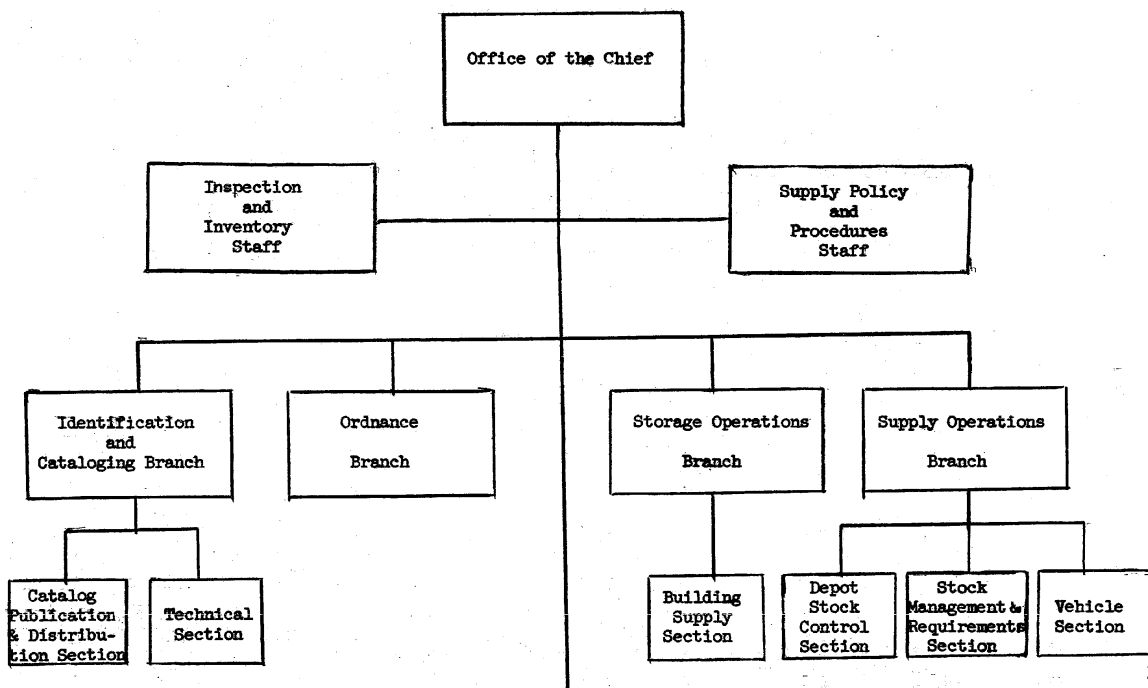 Office of the Chief
Inspection
and
Inventory
Staff
Supply Policy
and
Procedures
Staff
Identification
and
Cataloging Branch
Ordnance
Branch
Storage Operations
Branch
Supply Operations
Branch
Catalog
Publication
& Distribu-
tion Section
Technical
Section
Building
Supply
Section
Depot
Stock
Control
Section
Stock
Management &
Requirements
Section
Vehicle
Section